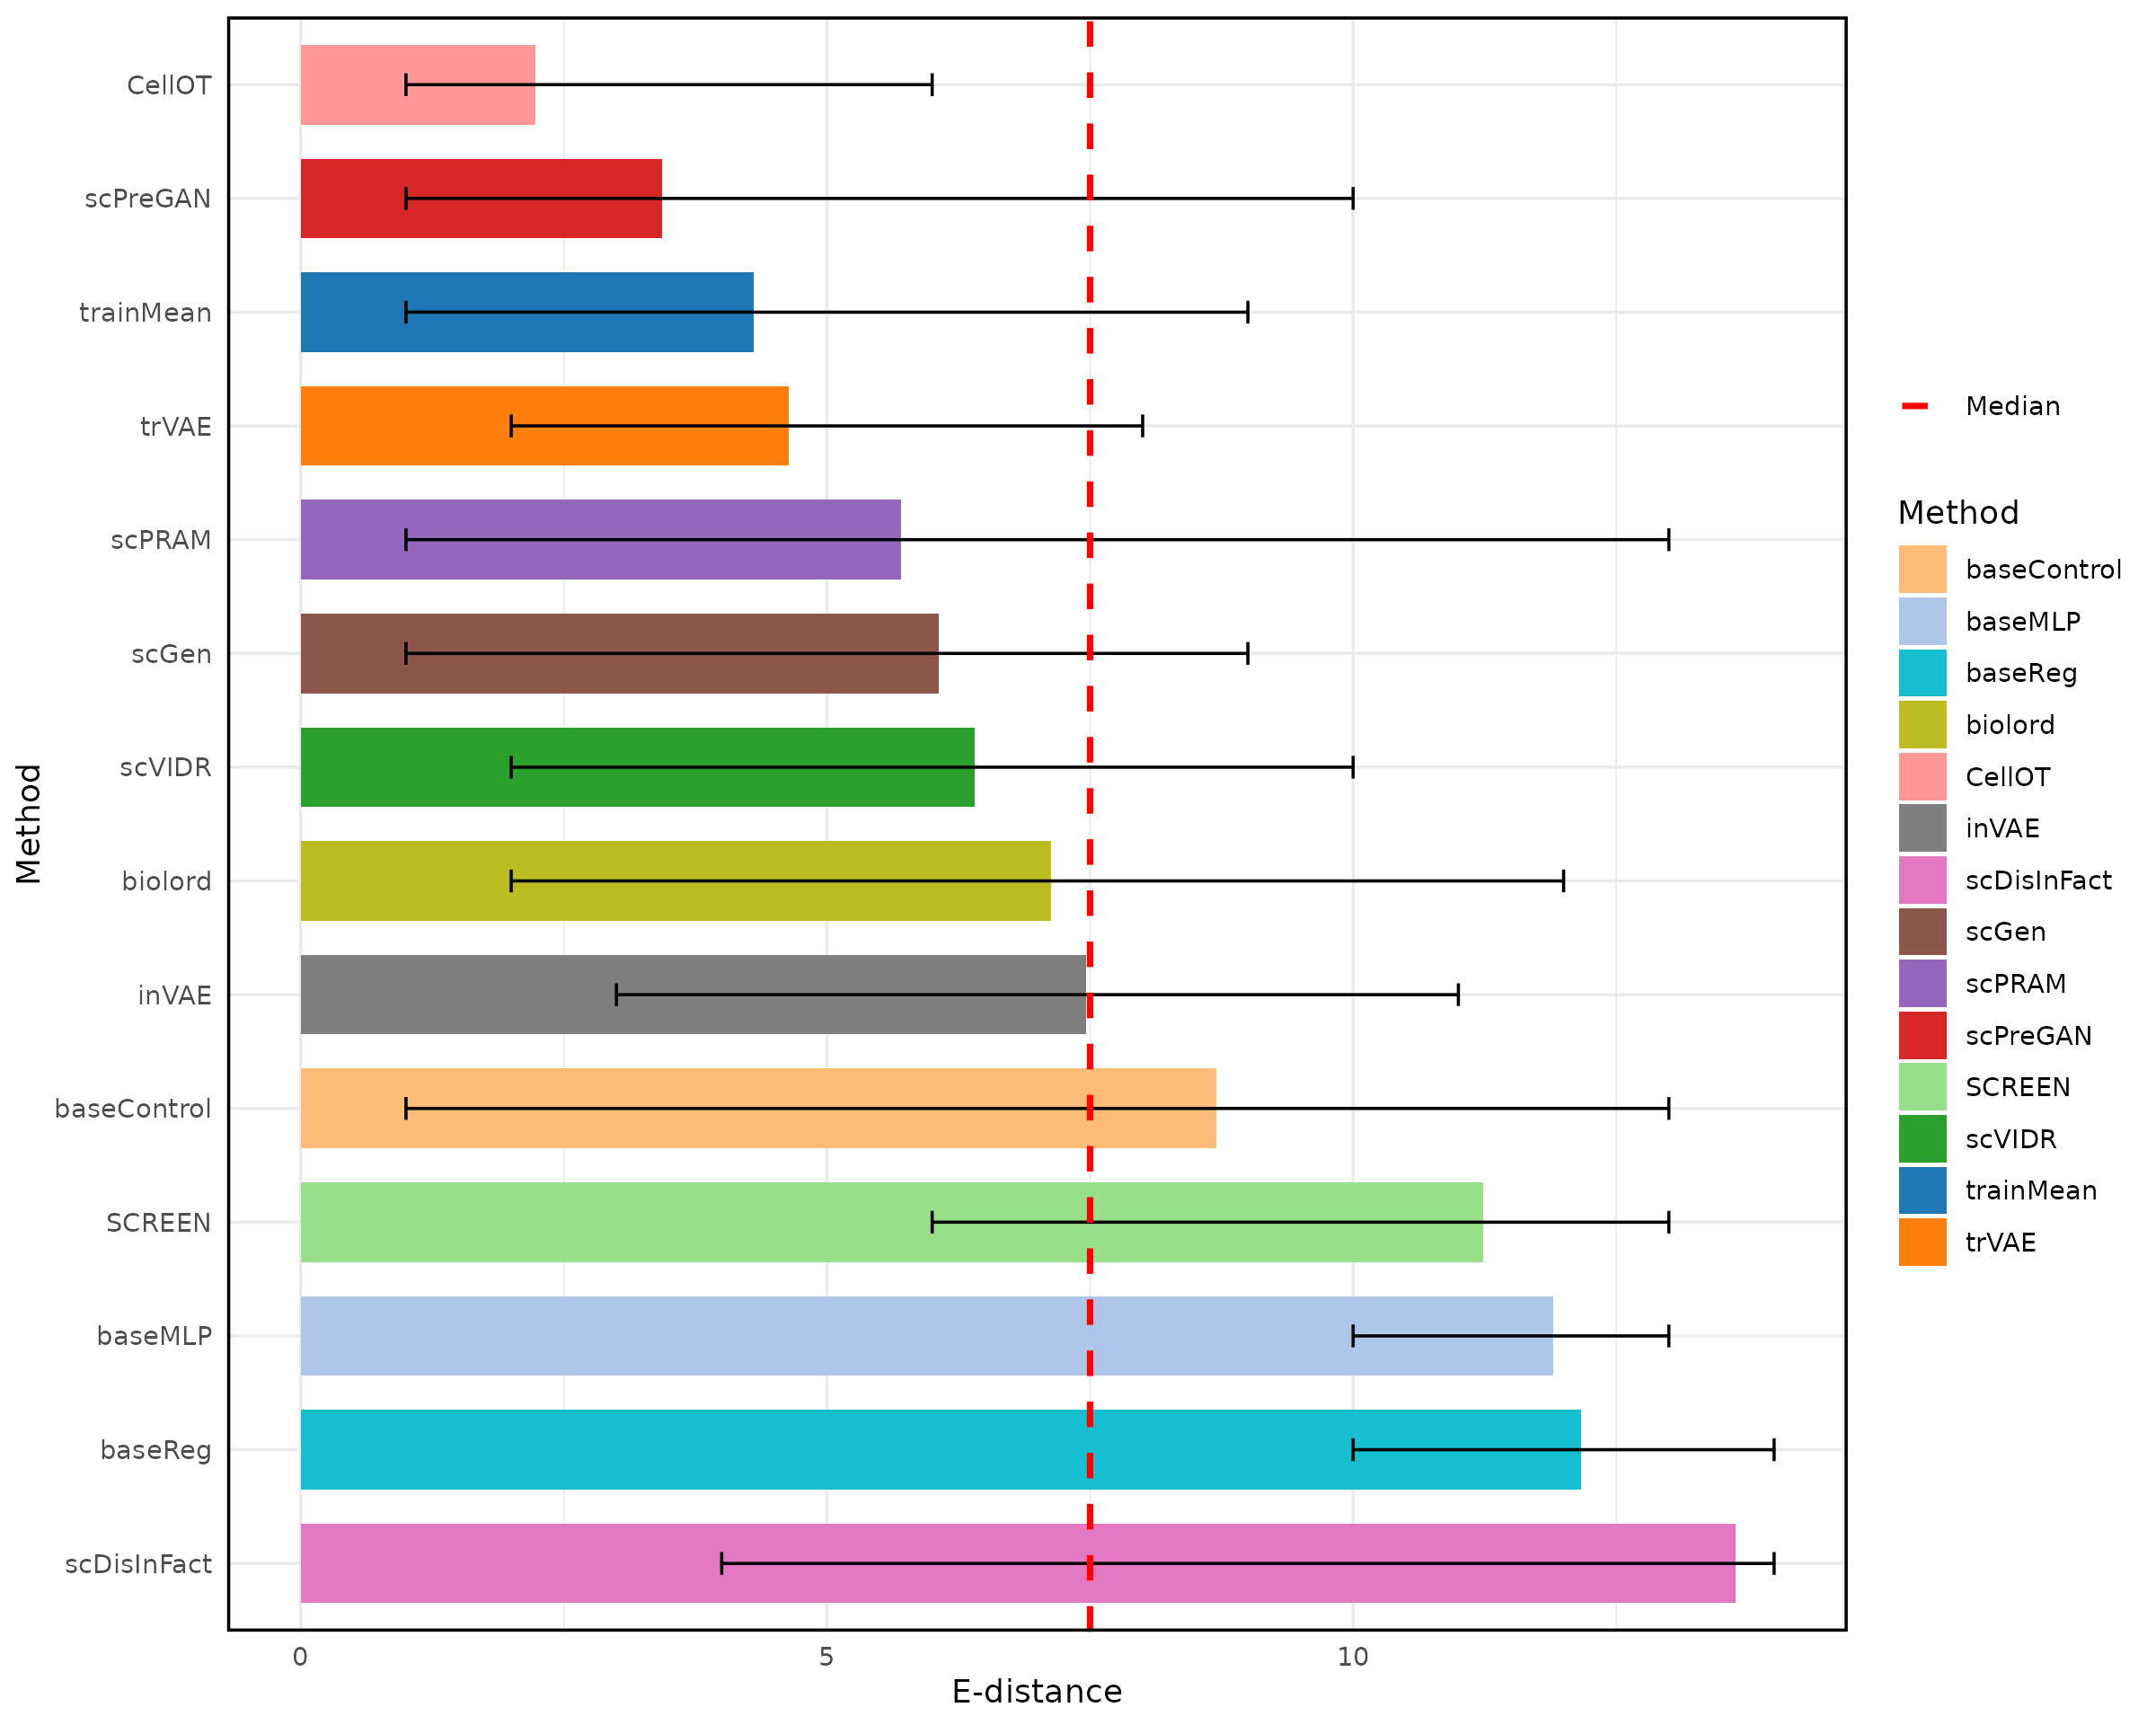 CellOT
scPreGAN
trainMean
trVAE
scPRAM
scGen
scVIDR
biolord
inVAE
baseControl
SCREEN
baseMLP
baseReg
scDisInFact
Method
0 5 10
E-distance
Median
Method
baseControl
baseMLP
baseReg
biolord
CellOT
inVAE
scDisInFact
scGen
scPRAM
scPreGAN
SCREEN
scVIDR
trainMean
trVAE